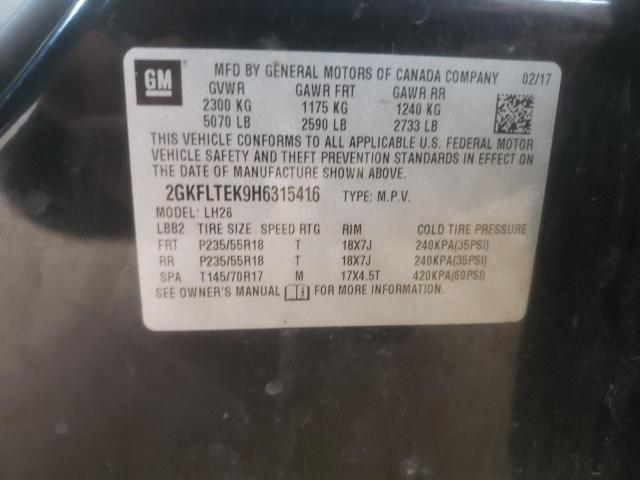 GM MFD BY GENERAL MOTORS OF CANADA COMPANY 02/17
GVWR GAWR FRT GAWR RR
2300 KG 1175 KG 1240 KG
5070 LB 2590 LB 2733 LB
THIS VEHICLE CONFORMS TO ALL APPLICABLE U.S. FEDERAL MOTOR
VEHICLE SAFETY AND THEFT PREVENTION STANDARDS IN EFFECT ON
THE DATE OF MANUFACTURE SHOWN ABOVE.
2GKFLTEK9H6315416 TYPE: M.P.V.
MODEL: LH26
LBB2 TIRE SIZE SPEED RTG RIM COLD TIRE PRESSURE
FRT P235/55R18 T 18X7J 240KPA(35PSI)
RR P235/55R18 T 18X7J 240KPA(35PSI)
SPA T145/70R17 M 17X4.5T 420KPA(60PSI)
SEE OWNER'S MANUAL FOR MORE INFORMATION.